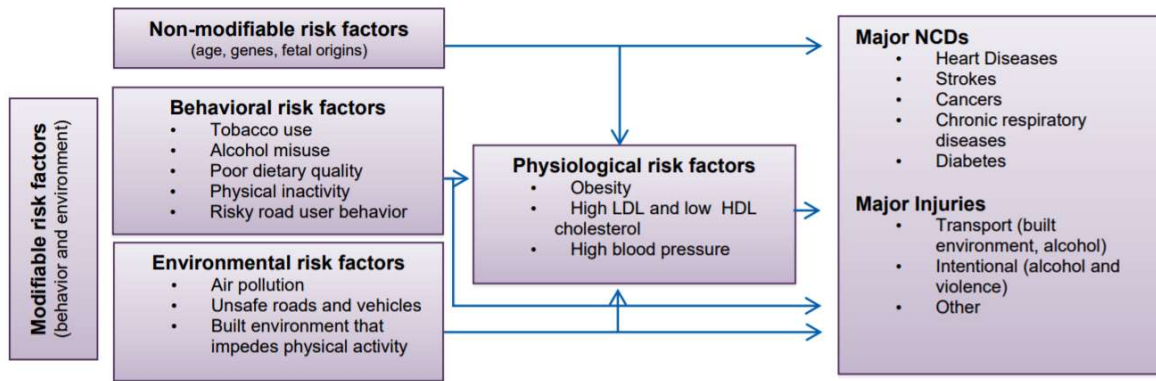 Non-modifiable risk factors
(age, genes, fetal origins)
Modifiable risk factors
(behavior and environment)
Behavioral risk factors
• Tobacco use
• Alcohol misuse
• Poor dietary quality
• Physical inactivity
• Risky road user behavior
Environmental risk factors
• Air pollution
• Unsafe roads and vehicles
• Built environment that
impedes physical activity
Physiological risk factors
• Obesity
• High LDL and low HDL
cholesterol
• High blood pressure
Major NCDs
• Heart Diseases
• Strokes
• Cancers
• Chronic respiratory
diseases
• Diabetes
Major Injuries
• Transport (built
environment, alcohol)
• Intentional (alcohol and
violence)
• Other